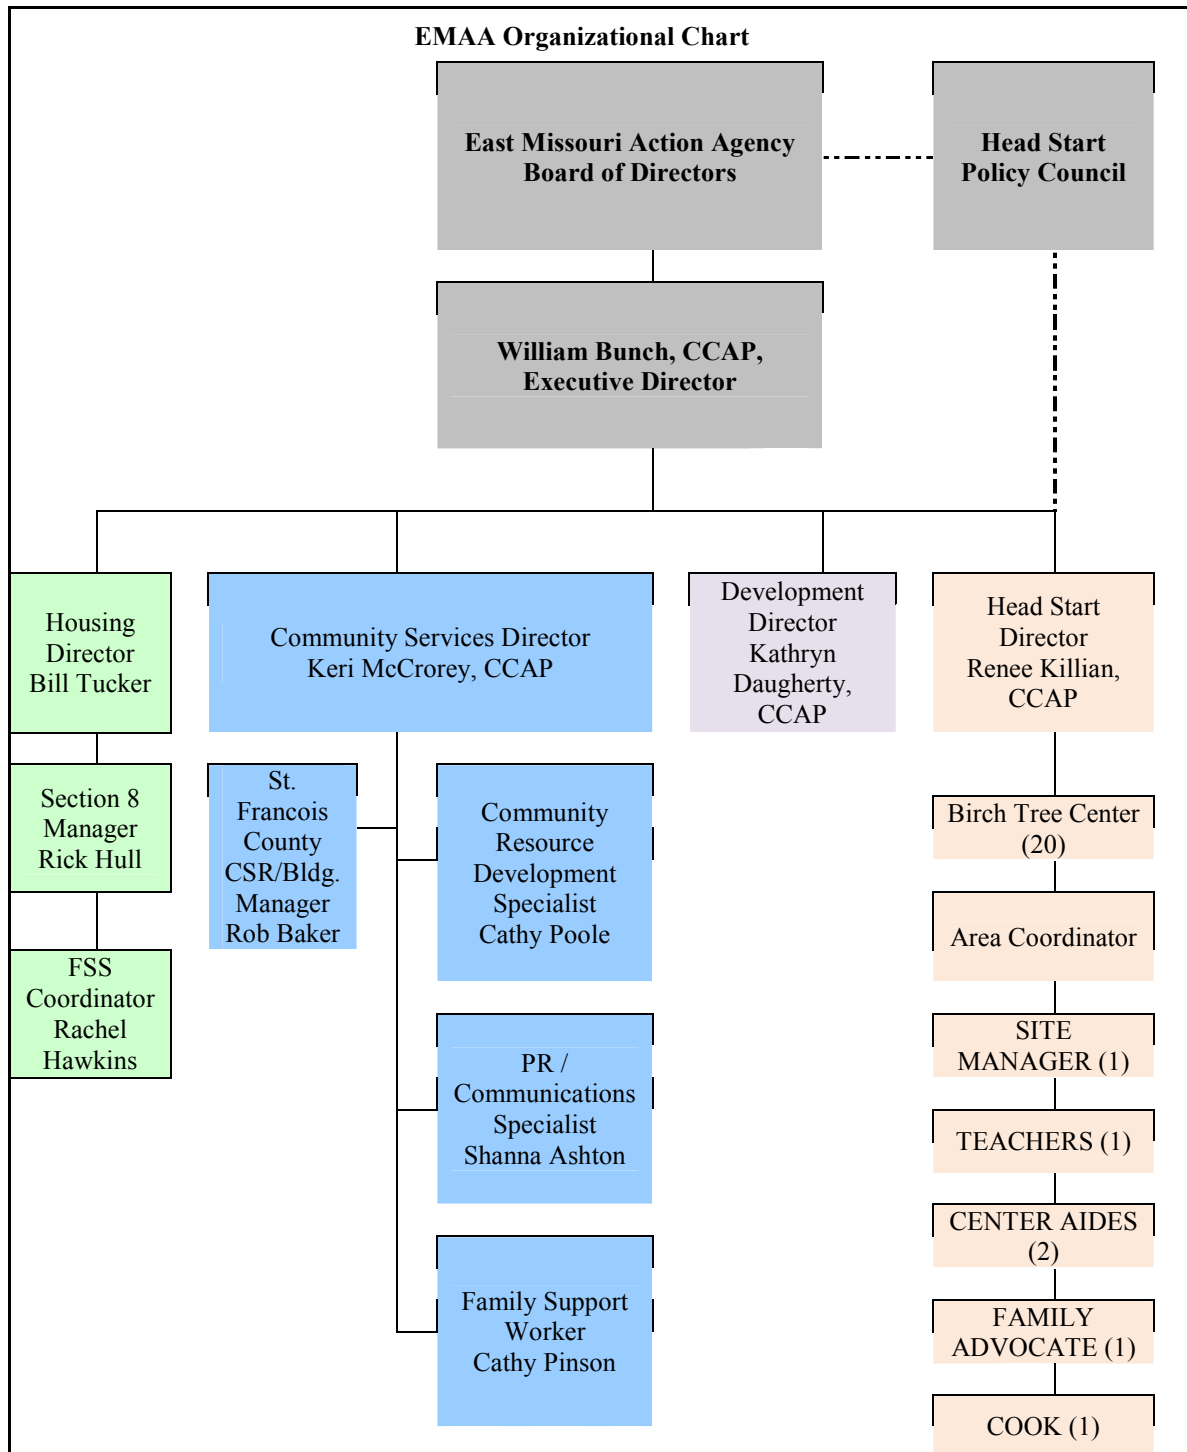 EMAA Organizational Chart
East Missouri Action Agency
Board of Directors
Head Start
Policy Council
William Bunch, CCAP,
Executive Director
Housing
Director
Bill Tucker
Community Services Director
Keri McCrorey, CCAP
Development
Director
Kathryn
Daugherty,
CCAP
Head Start
Director
Renee Killian,
CCAP
Section 8
Manager
Rick Hull
St.
Francois
County
CSR/Bldg.
Manager
Rob Baker
Community
Resource
Development
Specialist
Cathy Poole
Birch Tree Center
(20)
Area Coordinator
FSS
Coordinator
Rachel
Hawkins
PR /
Communications
Specialist
Shanna Ashton
SITE
MANAGER (1)
TEACHERS (1)
CENTER AIDES
(2)
Family Support
Worker
Cathy Pinson
FAMILY
ADVOCATE (1)
COOK (1)